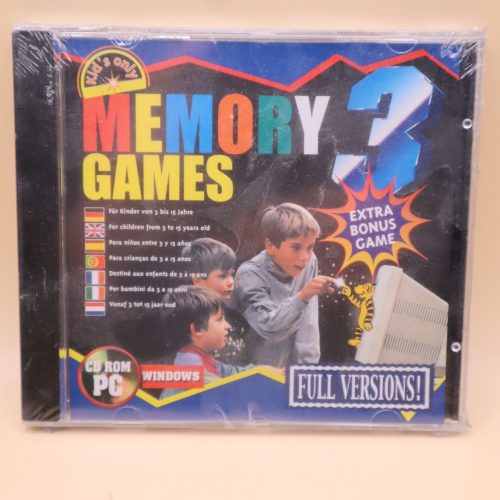 Kid's only
MEMORY 3
GAMES
EXTRA
BONUS
GAME
Für Kinder von 3 bis 15 Jahre
For children from 3 to 15 years old
Para niños entre 3 y 15 años
Para crianças de 3 a 15 anos
Destiné aux enfants de 3 à 15 ans
Per bambini da 3 a 15 anni
Vanaf 3 tot 15 jaar oud
CD ROM
PC
WINDOWS
FULL VERSIONS!